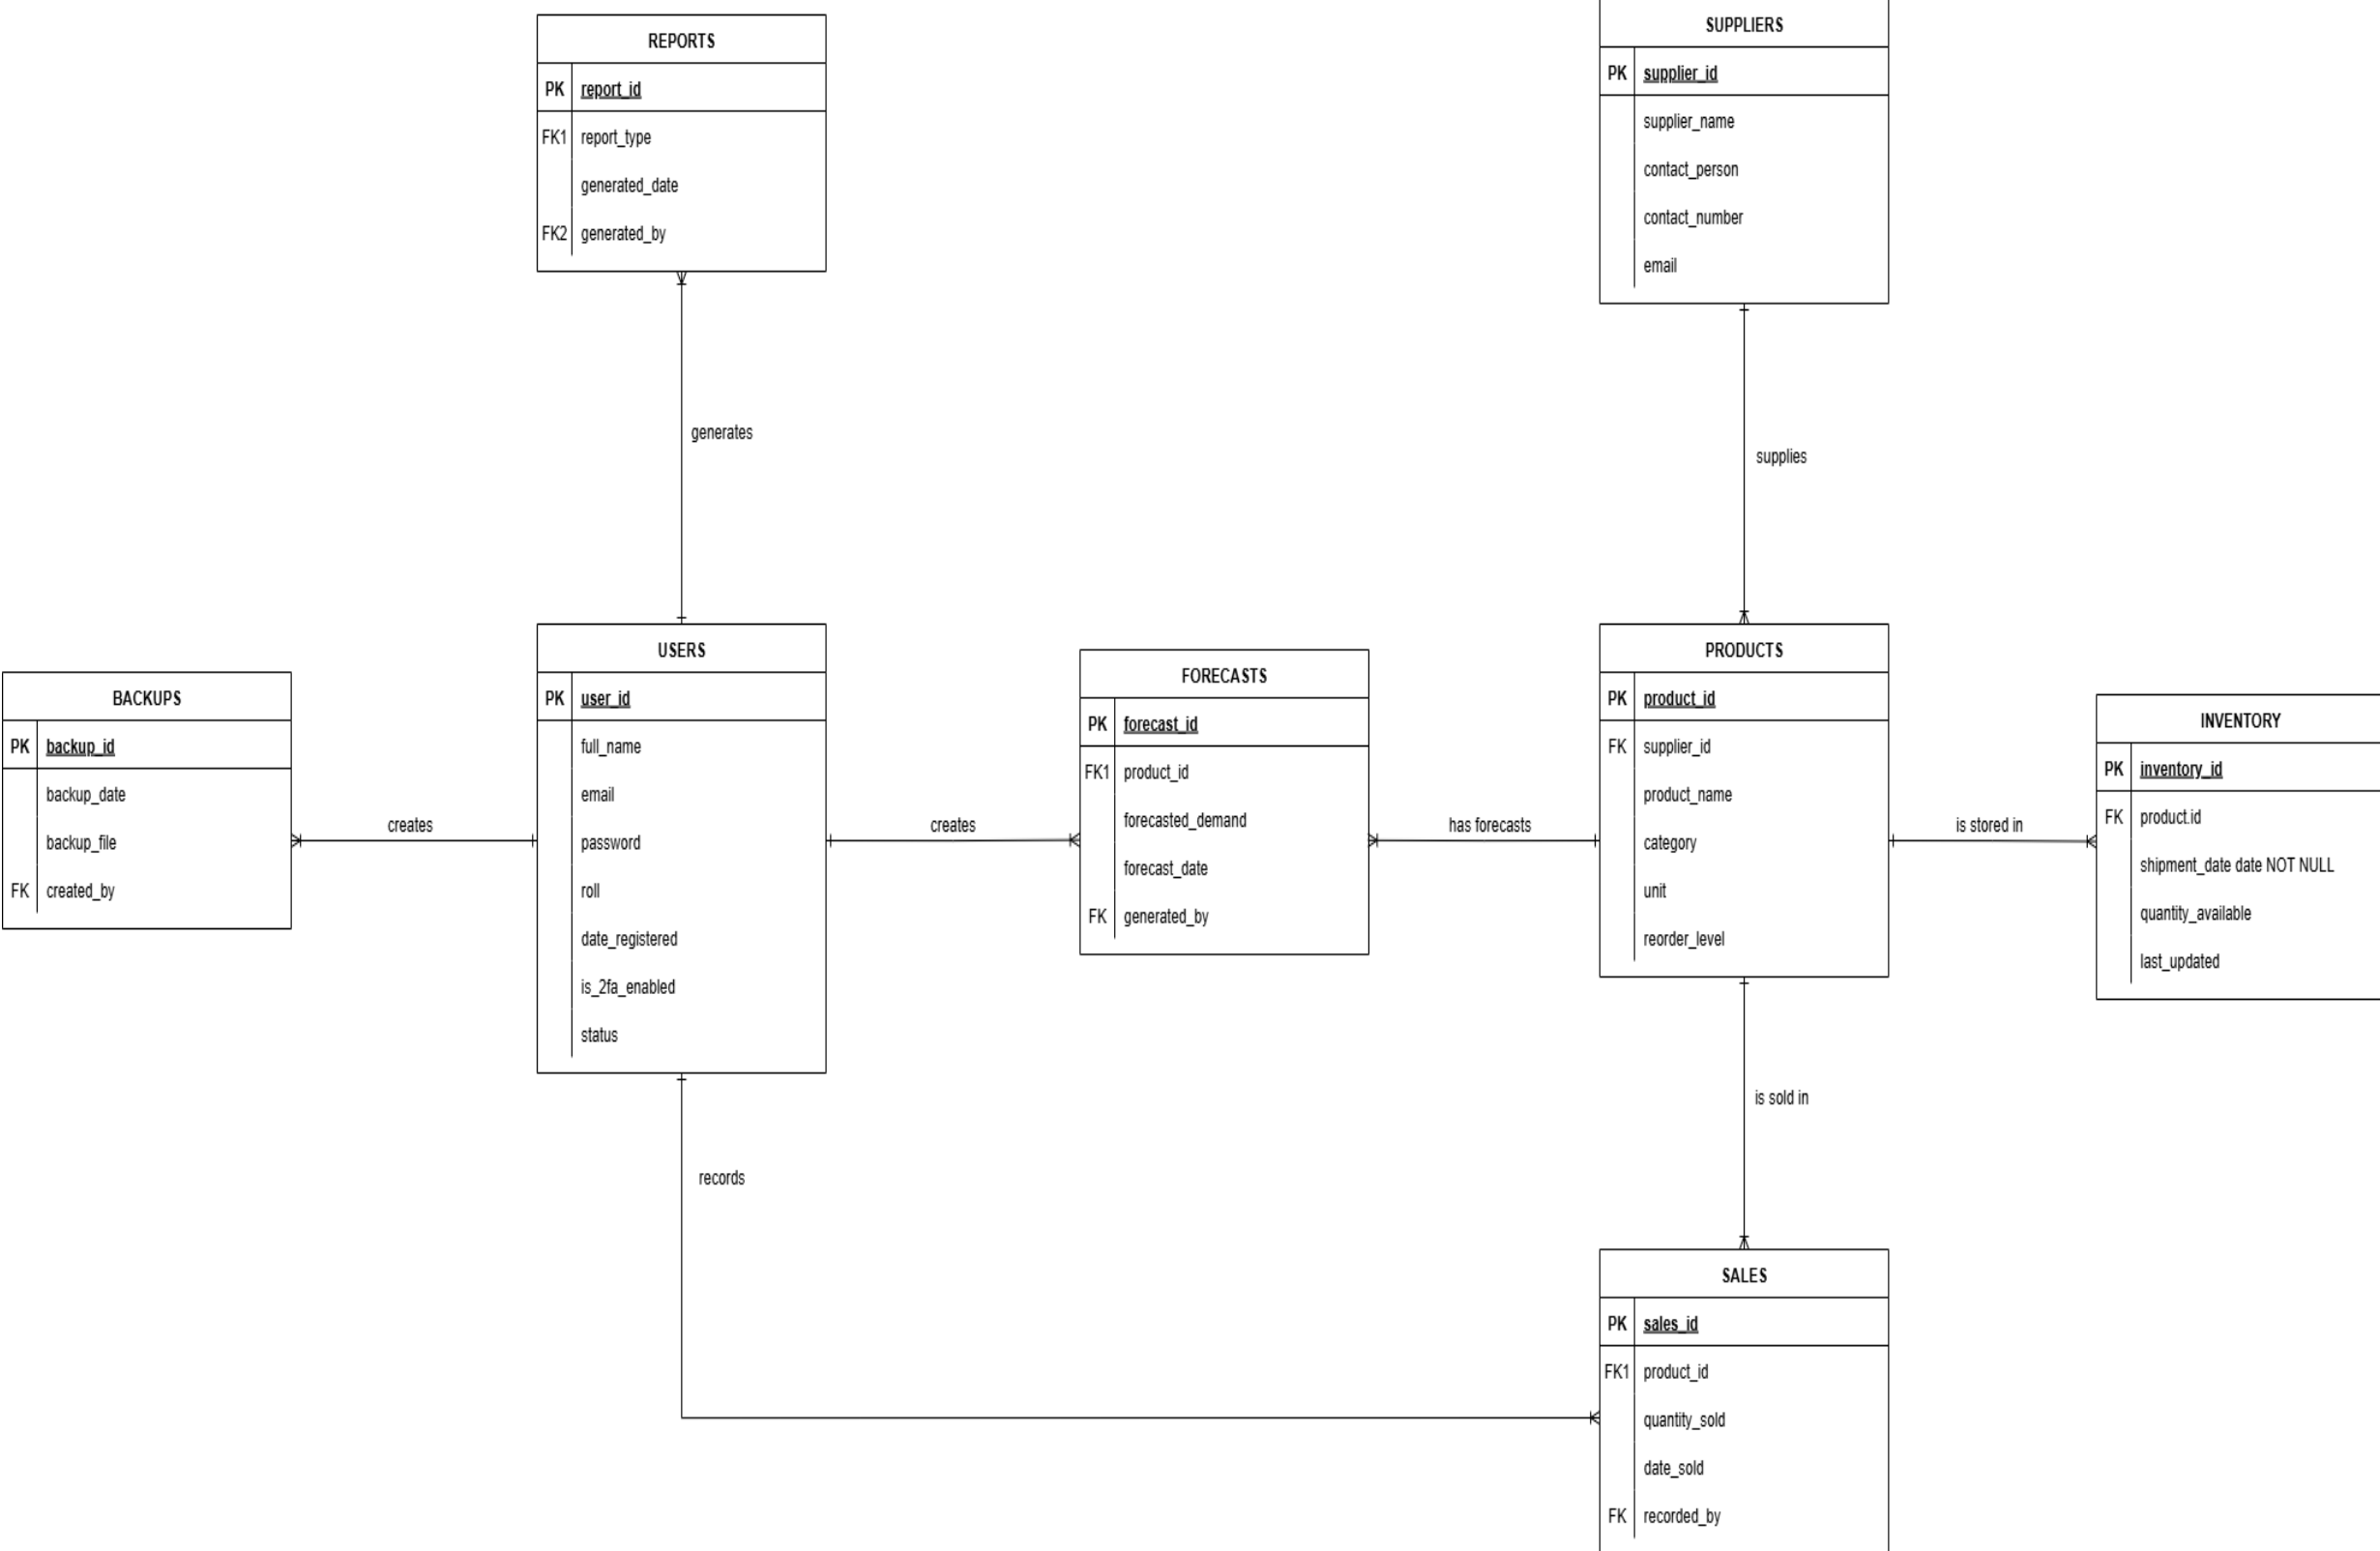 REPORTS
PK report_id
FK1 report_type
generated_date
FK2 generated_by
SUPPLIERS
PK supplier_id
supplier_name
contact_person
contact_number
email
generates
supplies
BACKUPS
PK backup_id
backup_date
backup_file
FK created_by
creates
USERS
PK user_id
full_name
email
password
roll
date_registered
is_2fa_enabled
status
creates
FORECASTS
PK forecast_id
FK1 product_id
forecasted_demand
forecast_date
FK generated_by
has forecasts
PRODUCTS
PK product_id
FK supplier_id
product_name
category
unit
reorder_level
is stored in
INVENTORY
PK inventory_id
FK product.id
shipment_date date NOT NULL
quantity_available
last_updated
records
is sold in
SALES
PK sales_id
FK1 product_id
quantity_sold
date_sold
FK recorded_by